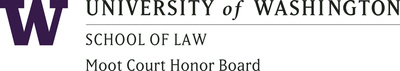 W
UNIVERSITY of WASHINGTON
SCHOOL OF LAW
Moot Court Honor Board